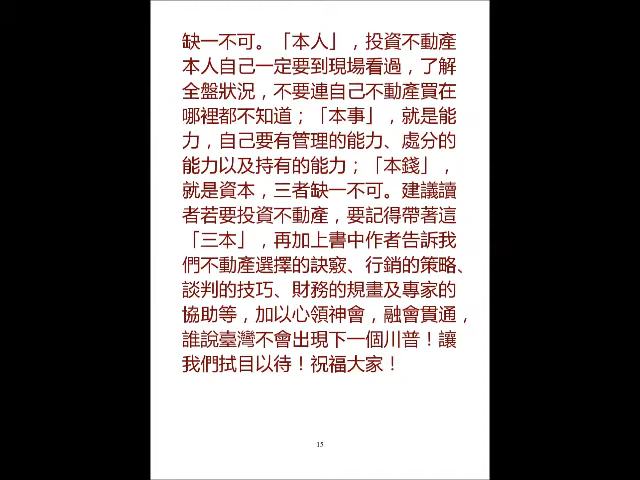 缺一不可。「本人」，投資不動產
本人自己一定要到現場看過，了解
全盤狀況，不要連自己不動產買在
哪裡都不知道；「本事」，就是能
力，自己要有管理的能力、處分的
能力以及持有的能力；「本錢」，
就是資本，三者缺一不可。建議讀
者若要投資不動產，要記得帶著這
「三本」，再加上書中作者告訴我
們不動產選擇的訣竅、行銷的策略、
談判的技巧、財務的規畫及專家的
協助等，加以心領神會，融會貫通，
誰說臺灣不會出現下一個川普！讓
我們拭目以待！祝福大家！
15